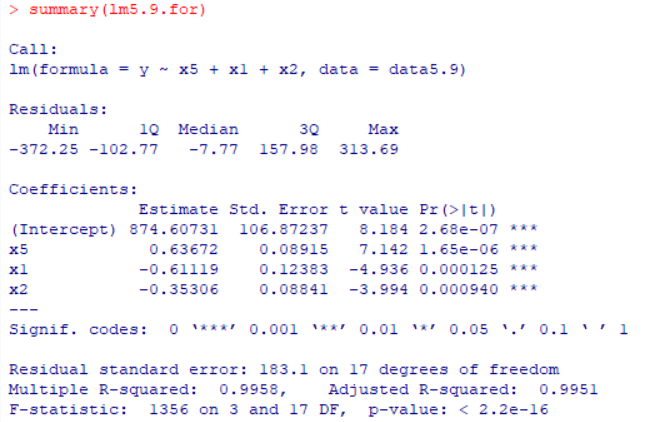 > summary(lm5.9.for)
Call:
lm(formula = y ~ x5 + x1 + x2, data = data5.9)
Residuals:
    Min      1Q  Median      3Q     Max
-372.25 -102.77   -7.77  157.98  313.69
Coefficients:
             Estimate Std. Error t value Pr(>|t|)
(Intercept) 874.60731  106.87237   8.184 2.68e-07 ***
x5            0.63672    0.08915   7.142 1.65e-06 ***
x1           -0.61119    0.12383  -4.936 0.000125 ***
x2           -0.35306    0.08841  -3.994 0.000940 ***
---
Signif. codes:  0 ‘***’ 0.001 ‘**’ 0.01 ‘*’ 0.05 ‘.’ 0.1 ‘ ’ 1
Residual standard error: 183.1 on 17 degrees of freedom
Multiple R-squared:  0.9958,    Adjusted R-squared:  0.9951
F-statistic:  1356 on 3 and 17 DF,  p-value: < 2.2e-16